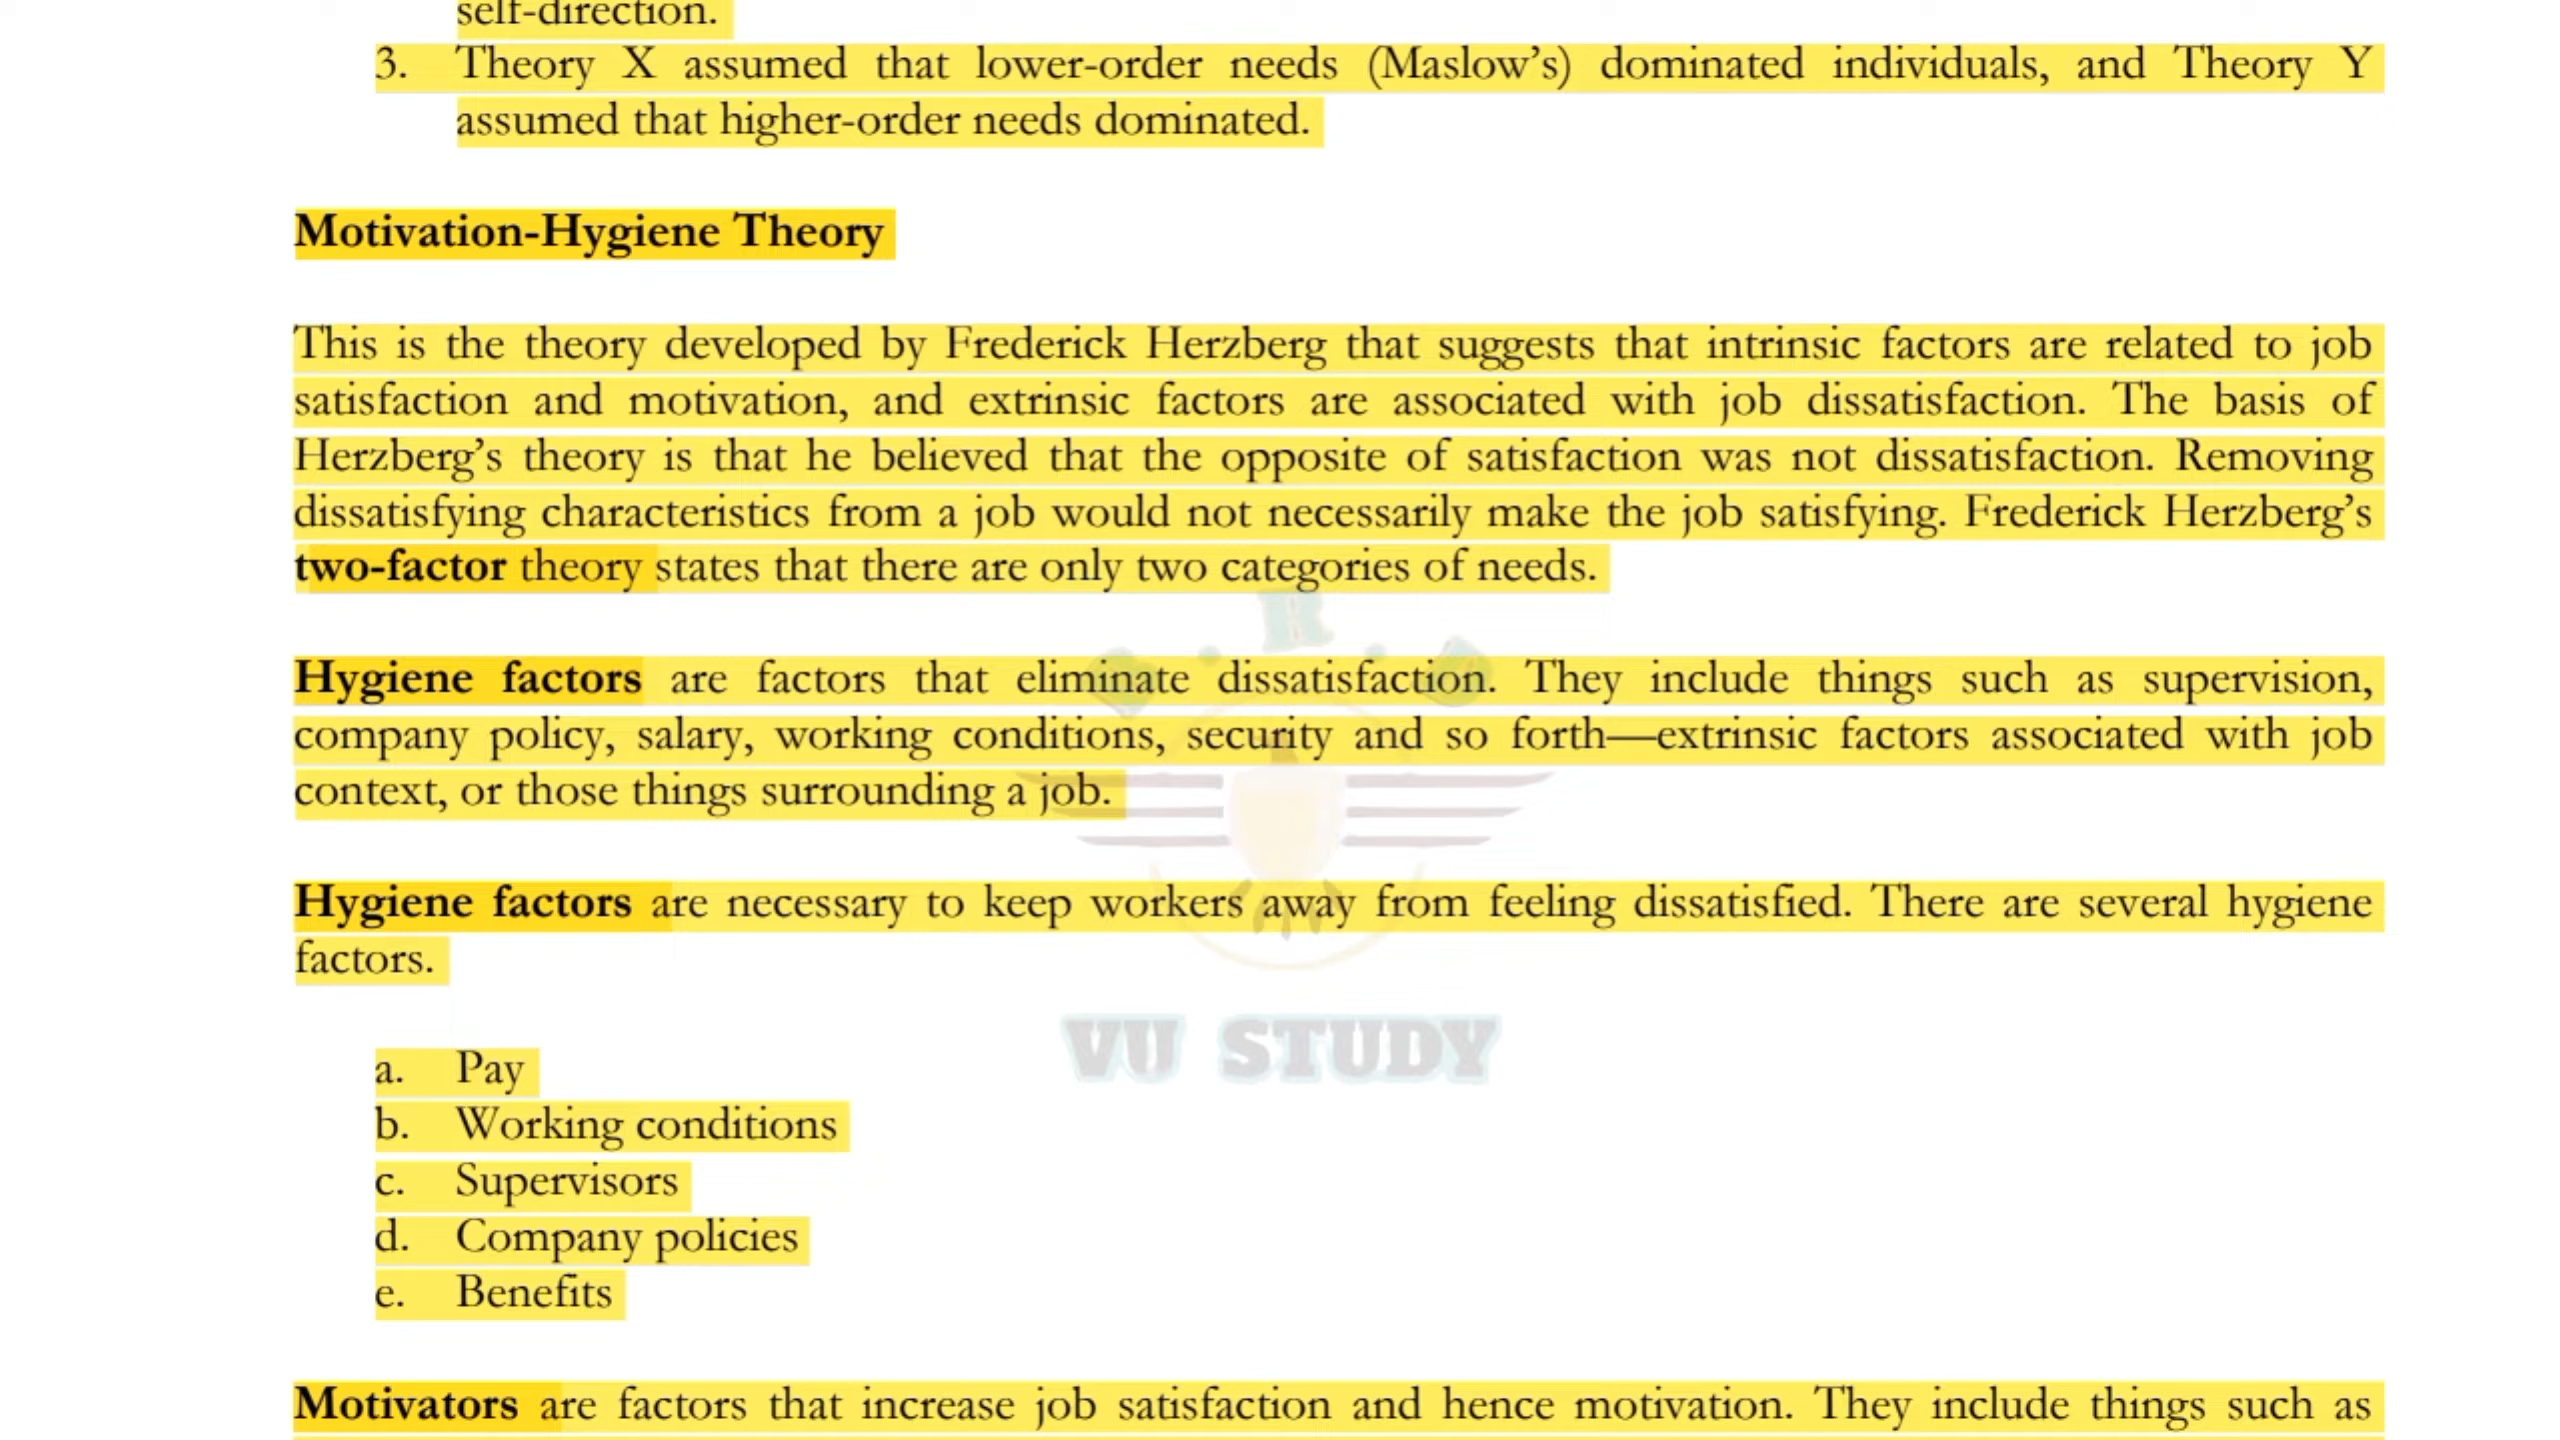 self-direction.
3. Theory X assumed that lower-order needs (Maslow's) dominated individuals, and Theory Y
assumed that higher-order needs dominated.
Motivation-Hygiene Theory
This is the theory developed by Frederick Herzberg that suggests that intrinsic factors are related to job
satisfaction and motivation, and extrinsic factors are associated with job dissatisfaction. The basis of
Herzberg's theory is that he believed that the opposite of satisfaction was not dissatisfaction. Removing
dissatisfying characteristics from a job would not necessarily make the job satisfying. Frederick Herzberg's
two-factor theory states that there are only two categories of needs.
Hygiene factors are factors that eliminate dissatisfaction. They include things such as supervision,
company policy, salary, working conditions, security and so forth—extrinsic factors associated with job
context, or those things surrounding a job.
Hygiene factors are necessary to keep workers away from feeling dissatisfied. There are several hygiene
factors.
VU STUDY
a. Pay
b. Working conditions
c. Supervisors
d. Company policies
e. Benefits
Motivators are factors that increase job satisfaction and hence motivation. They include things such as